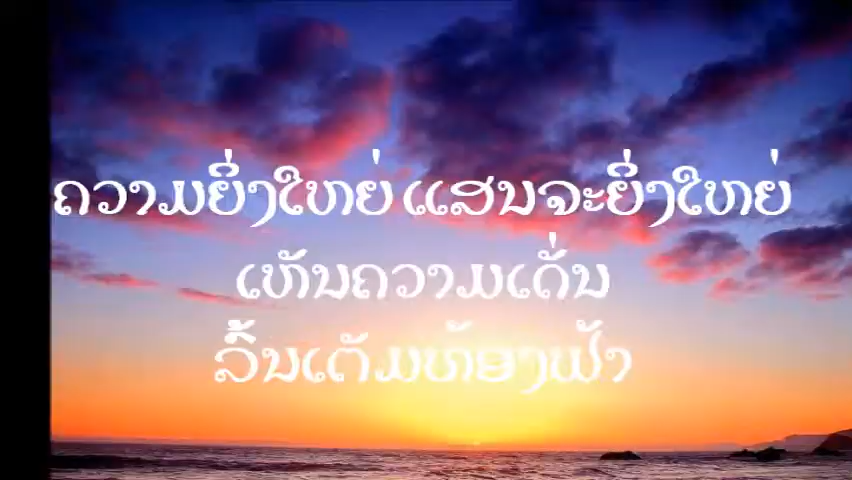 ຄວາມຍິ່ງໃຫຍ່ ແສນຈະຍິ່ງໃຫຍ່
ເຫັນຄວາມເດັ່ນ
ລົ້ນເຕັມຫ້ອງຟ້າ